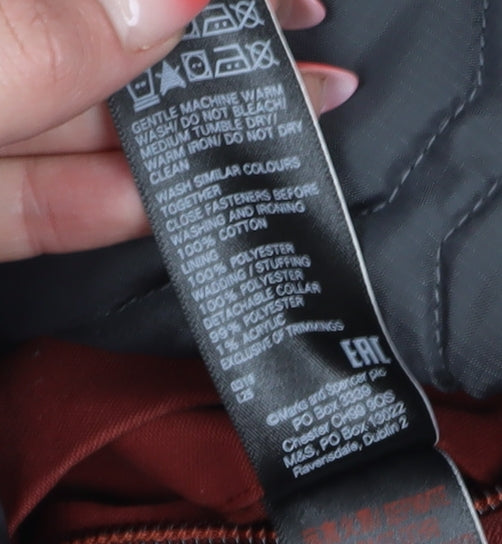 GENTLE MACHINE WARM
WASH/ DO NOT BLEACH/
MEDIUM TUMBLE DRY/
WARM IRON/ DO NOT DRY
CLEAN
WASH SIMILAR COLOURS
TOGETHER
CLOSE FASTENERS BEFORE
WASHING AND IRONING
100% COTTON
LINING
100% POLYESTER
WADDING / STUFFING
100% POLYESTER
DETACHABLE COLLAR
99% POLYESTER
1% ACRYLIC
EXCLUSIVE OF TRIMMINGS
EAC
©Marks and Spencer plc
PO Box 3339
Chester CH99 9QS
M&S, PO Box 13022
Ravensdale, Dublin 2